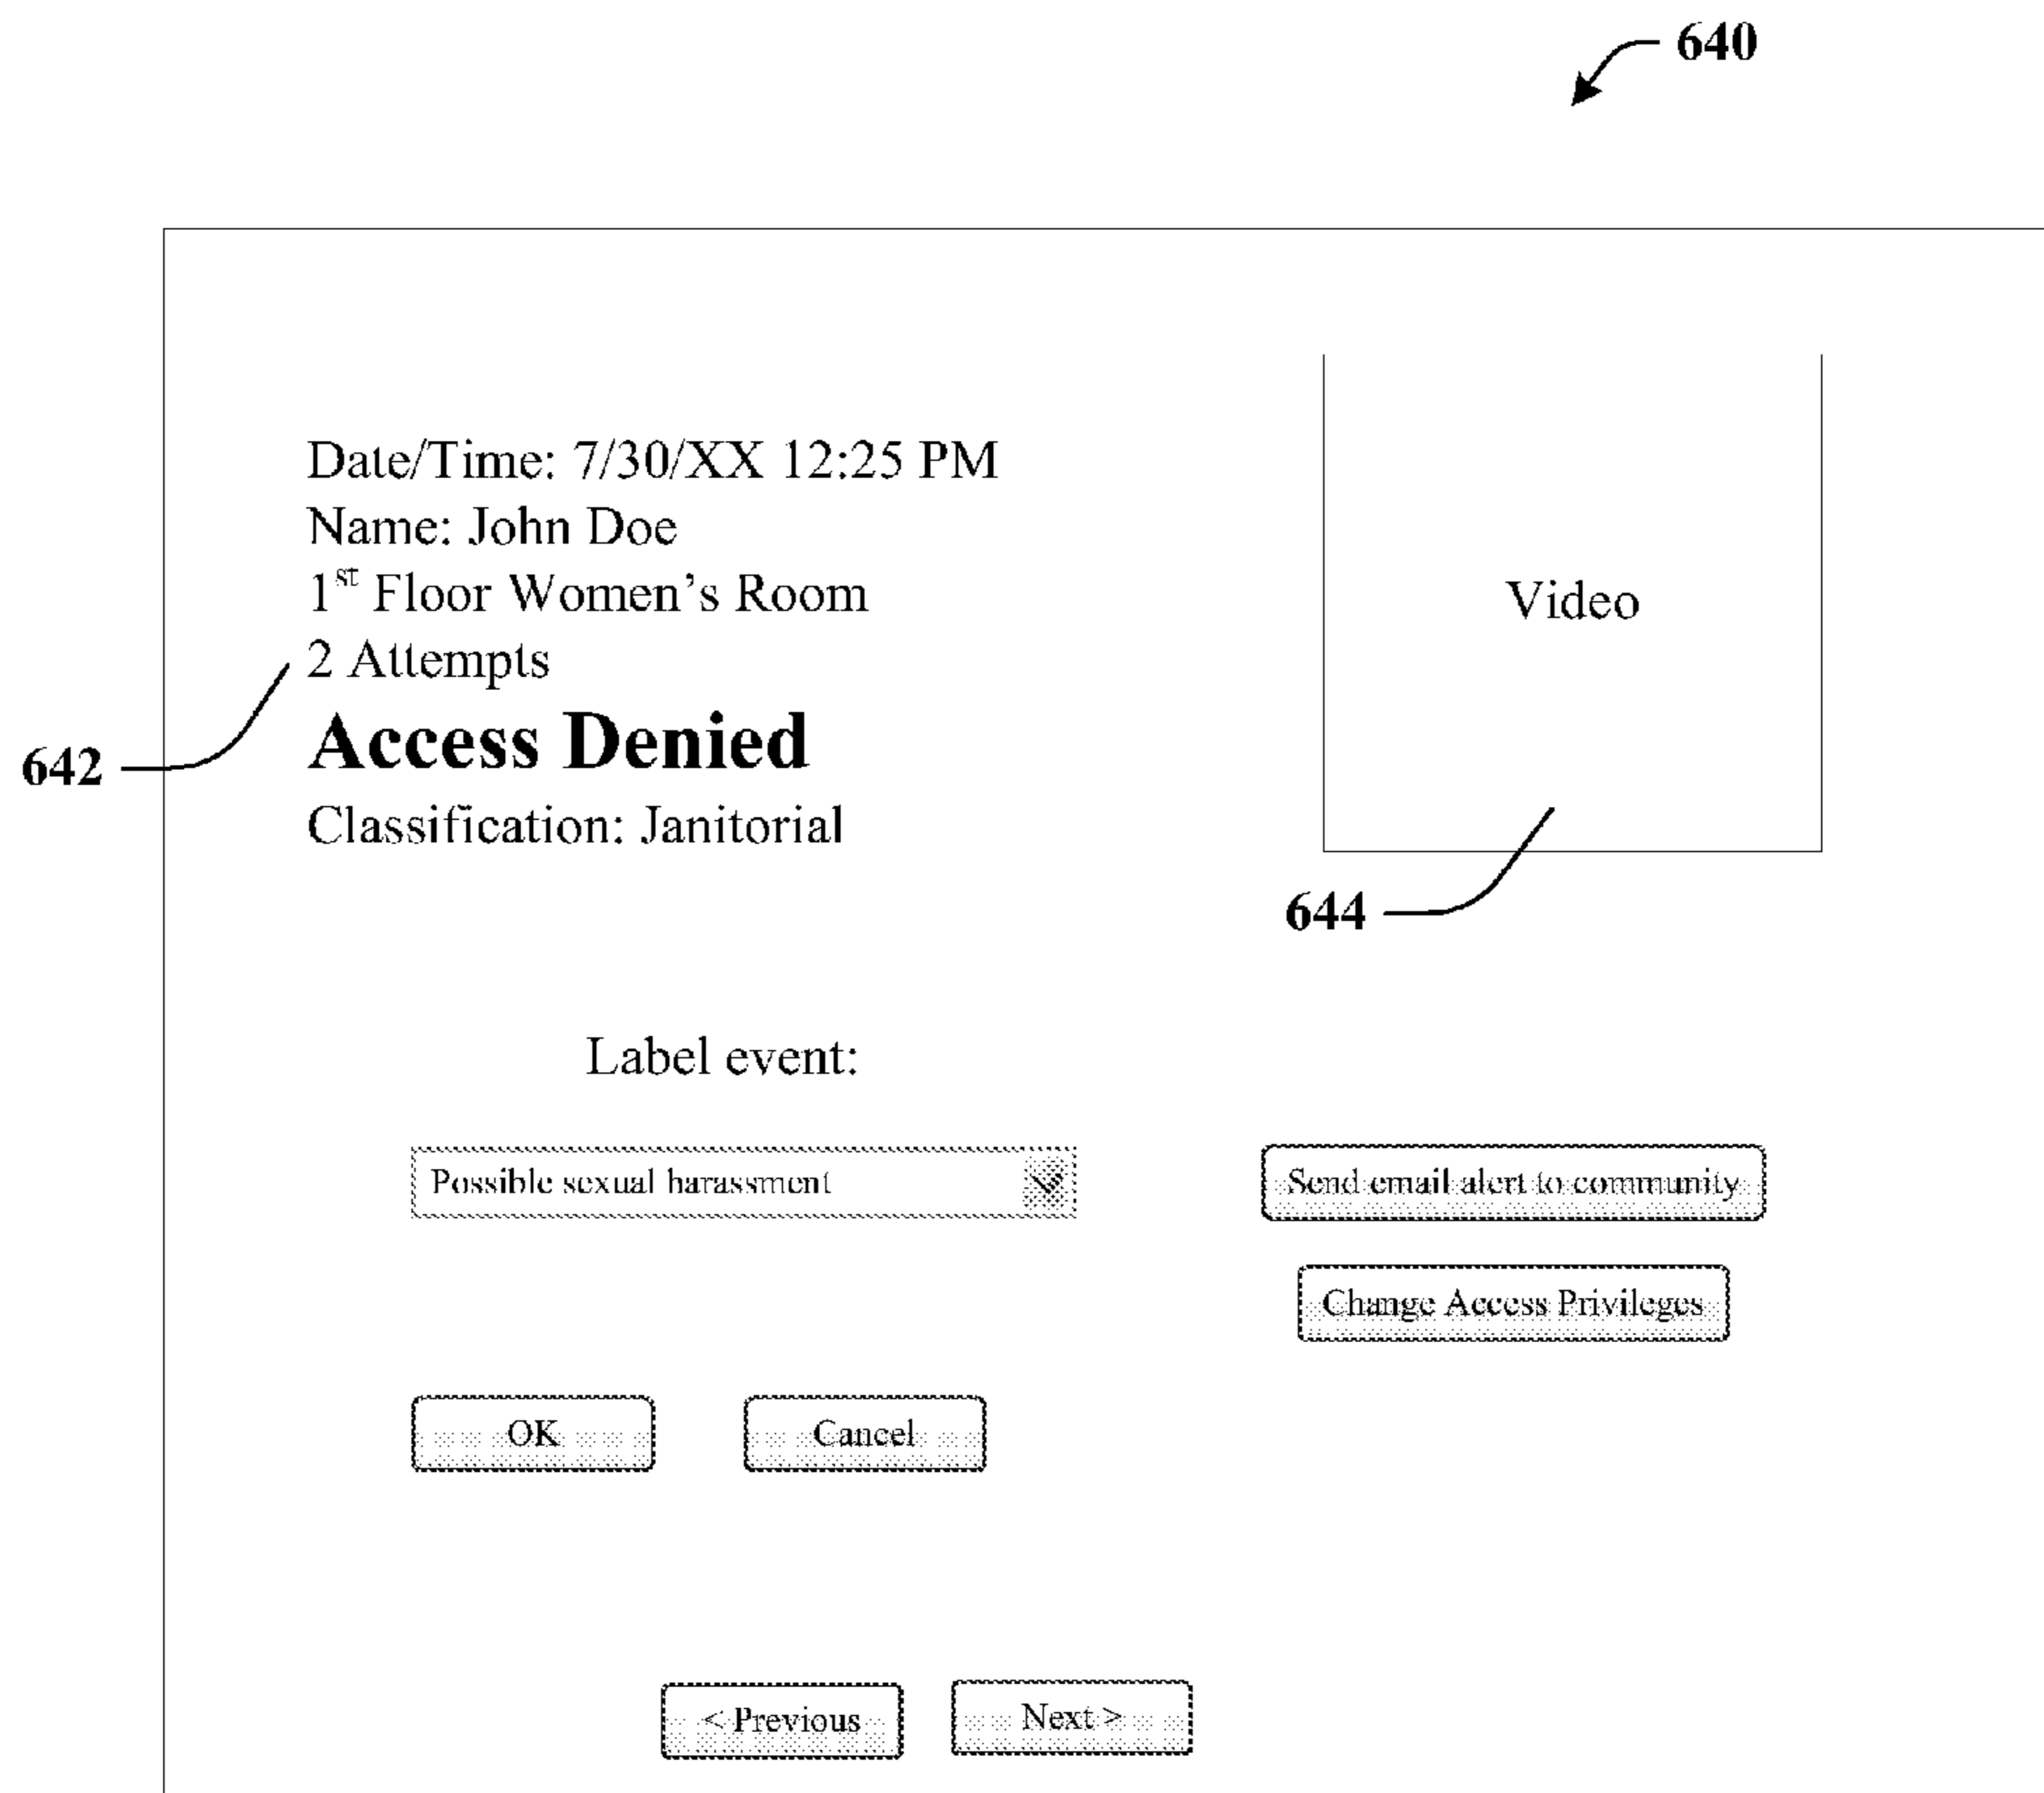 640
Date/Time: 7/30/XX 12:25 PM
Name: John Doe
1st Floor Women’s Room
2 Attempts
Access Denied
642
Classification: Janitorial
Video
644
Label event:
Possible sexual harassment
Send email alert to community
Change Access Privileges
OK
Cancel
< Previous
Next >